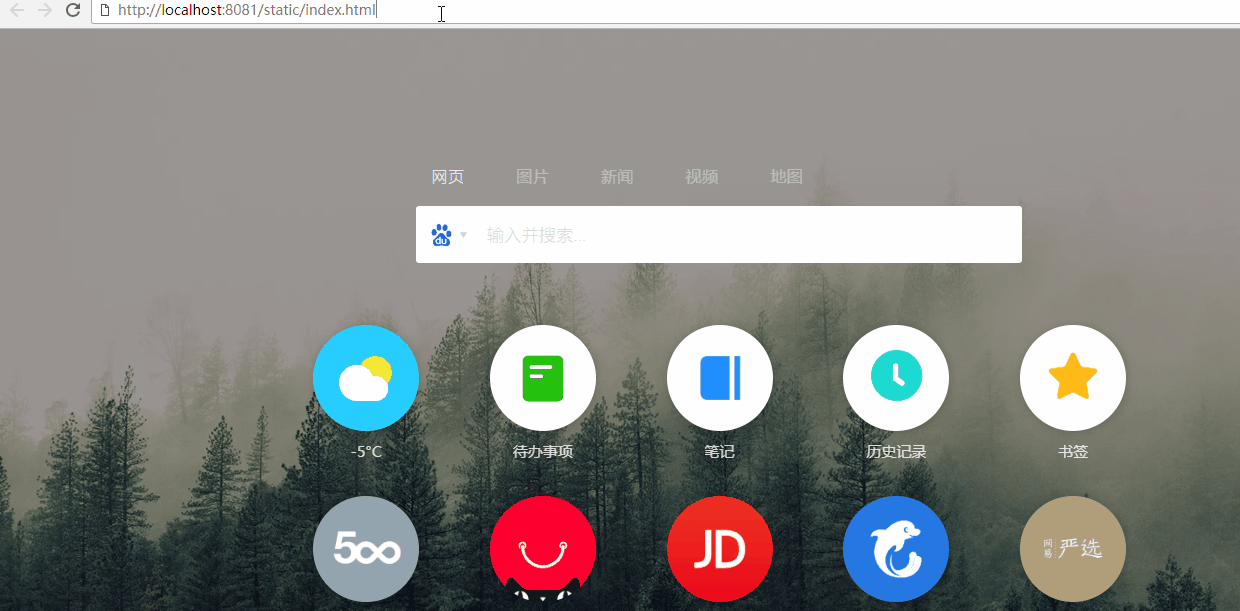 http://localhost:8081/static/index.html
网页 图片 新闻 视频 地图
du 输入并搜索...
-5°C 待办事项 笔记 历史记录 书签
500 JD 网易 严选